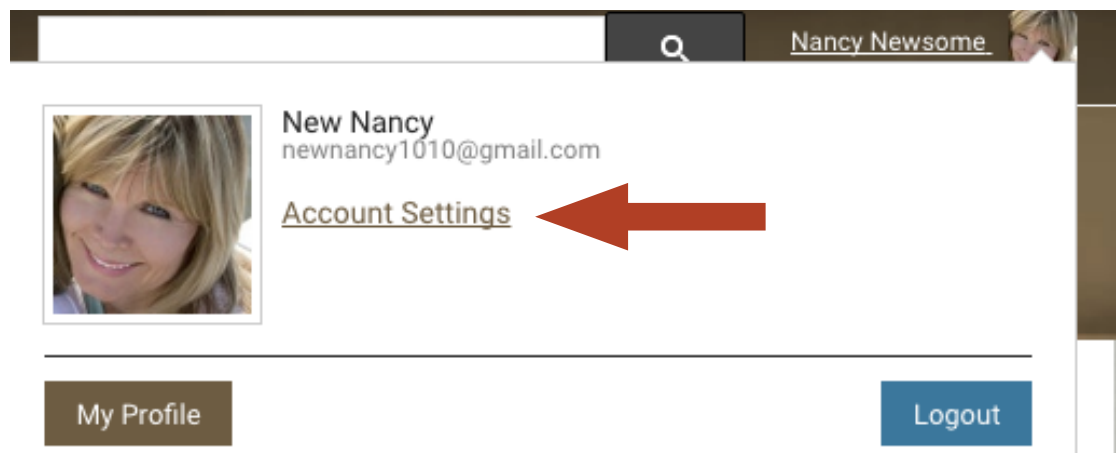 Nancy Newsome
New Nancy
newnancy1010@gmail.com
Account Settings
My Profile
Logout